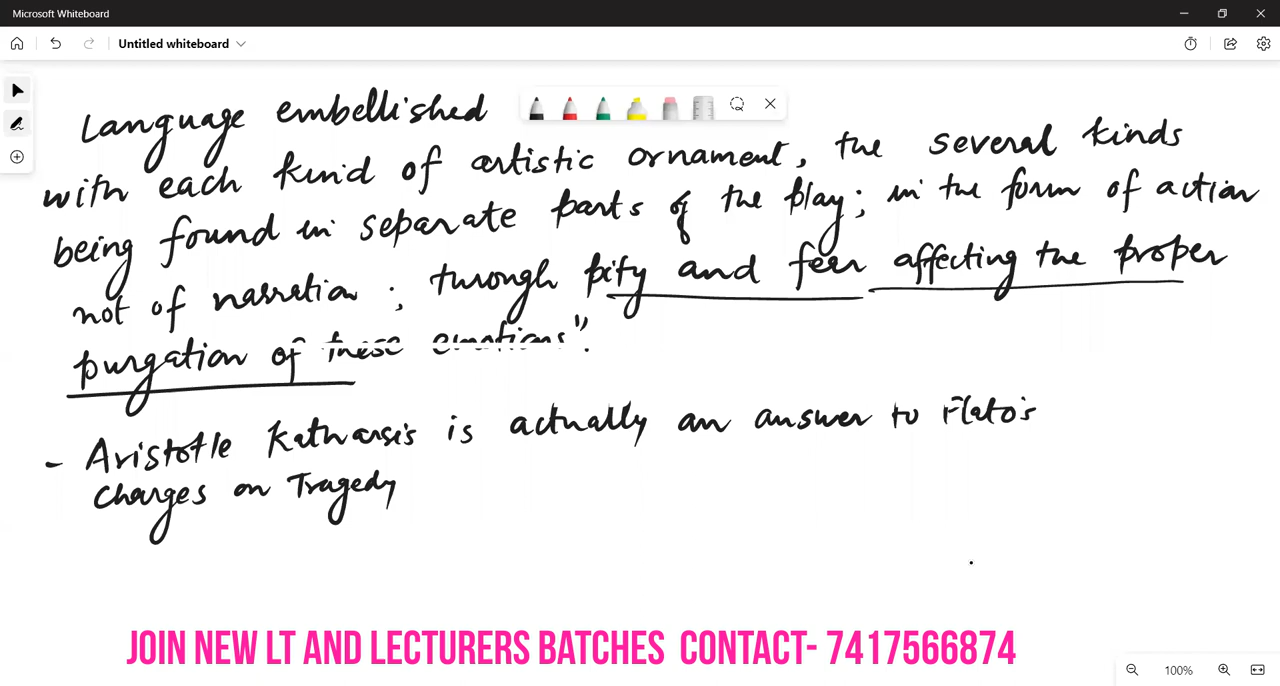 Microsoft Whiteboard
Untitled whiteboard
Language embellished
with each kind of artistic ornament, the several kinds
being found in separate parts of the play; in the form of action
not of narration; through pity and fear affecting the proper
purgation of these emotions".
- Aristotle Katharsis is actually an answer to Plato's
Charges on Tragedy
JOIN NEW LT AND LECTURERS BATCHES CONTACT- 7417566874
100%